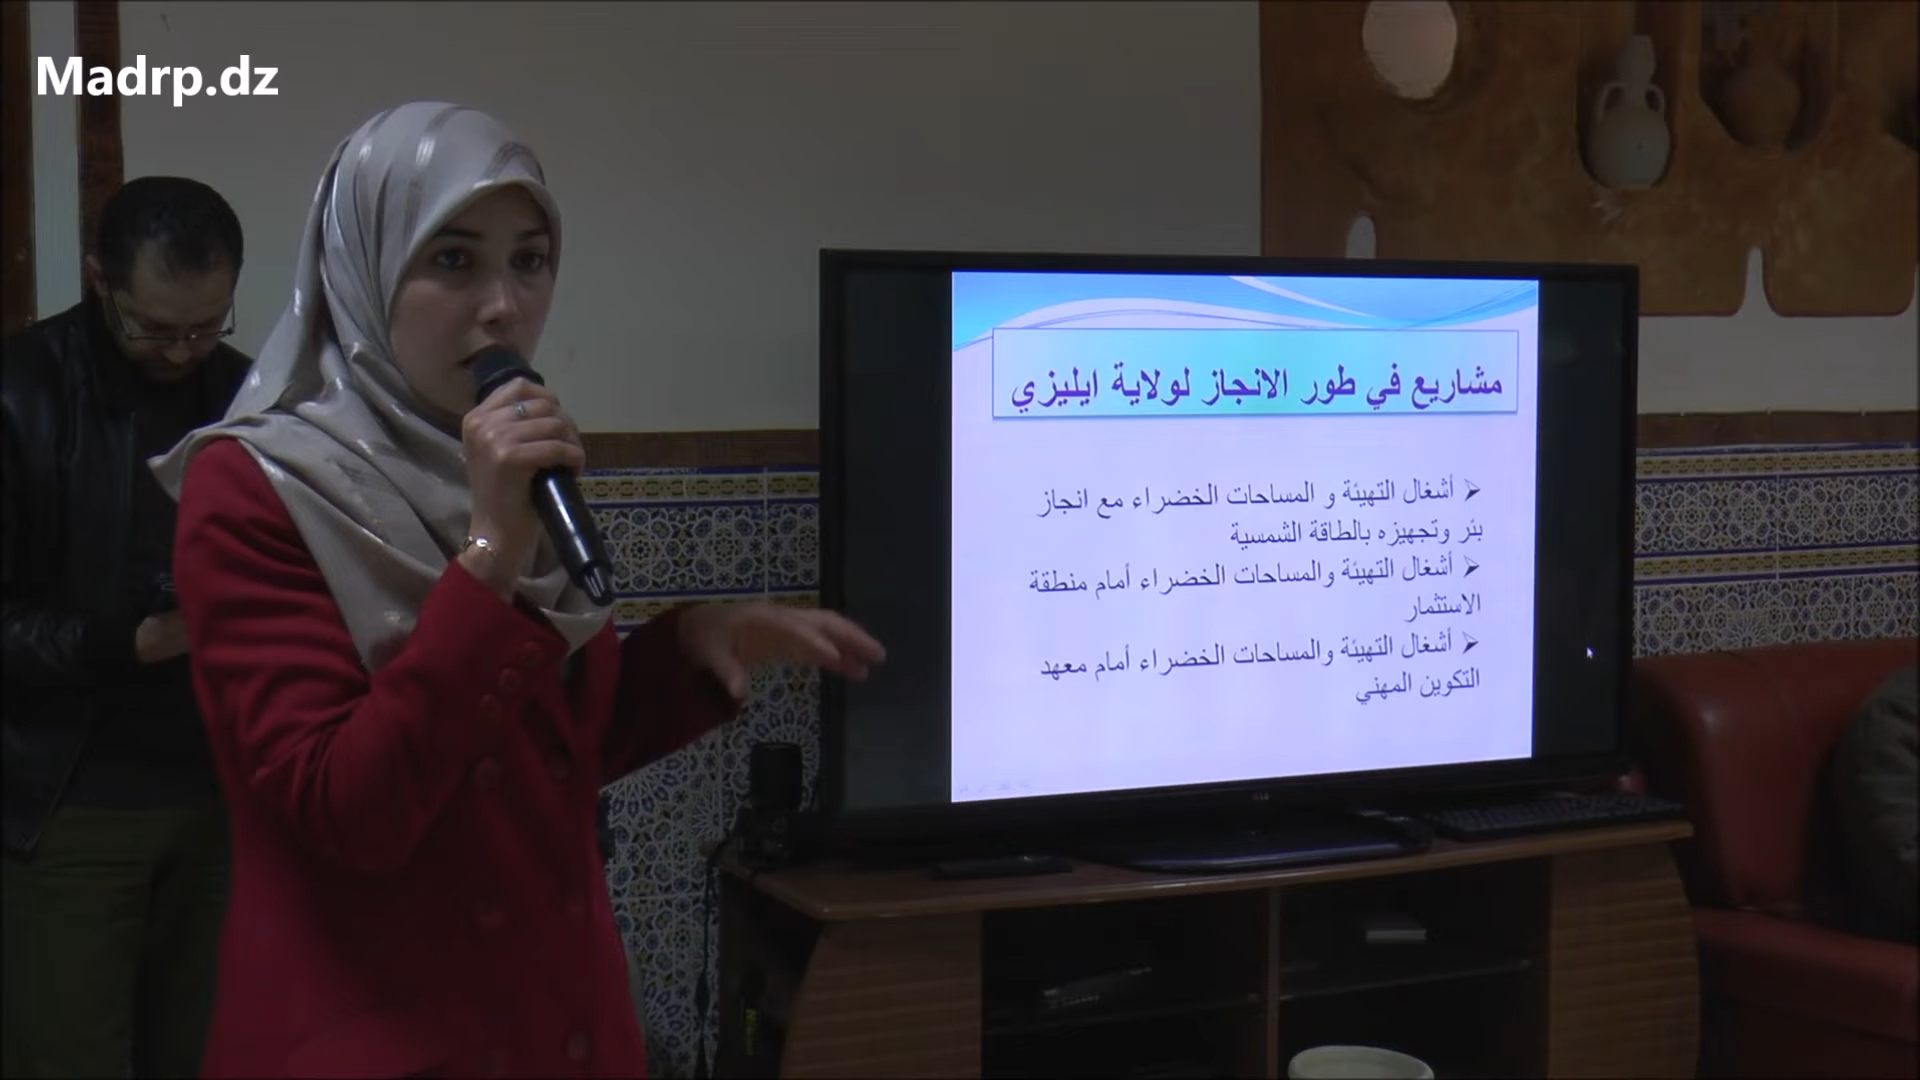 Madrp.dz
مشاريع في طور الانجاز لولاية ايليزي
➢ أشغال التهيئة و المساحات الخضراء مع انجاز
بئر وتجهيزه بالطاقة الشمسية
➢ أشغال التهيئة والمساحات الخضراء أمام منطقة
الاستثمار
➢ أشغال التهيئة والمساحات الخضراء أمام معهد
التكوين المهني
LG